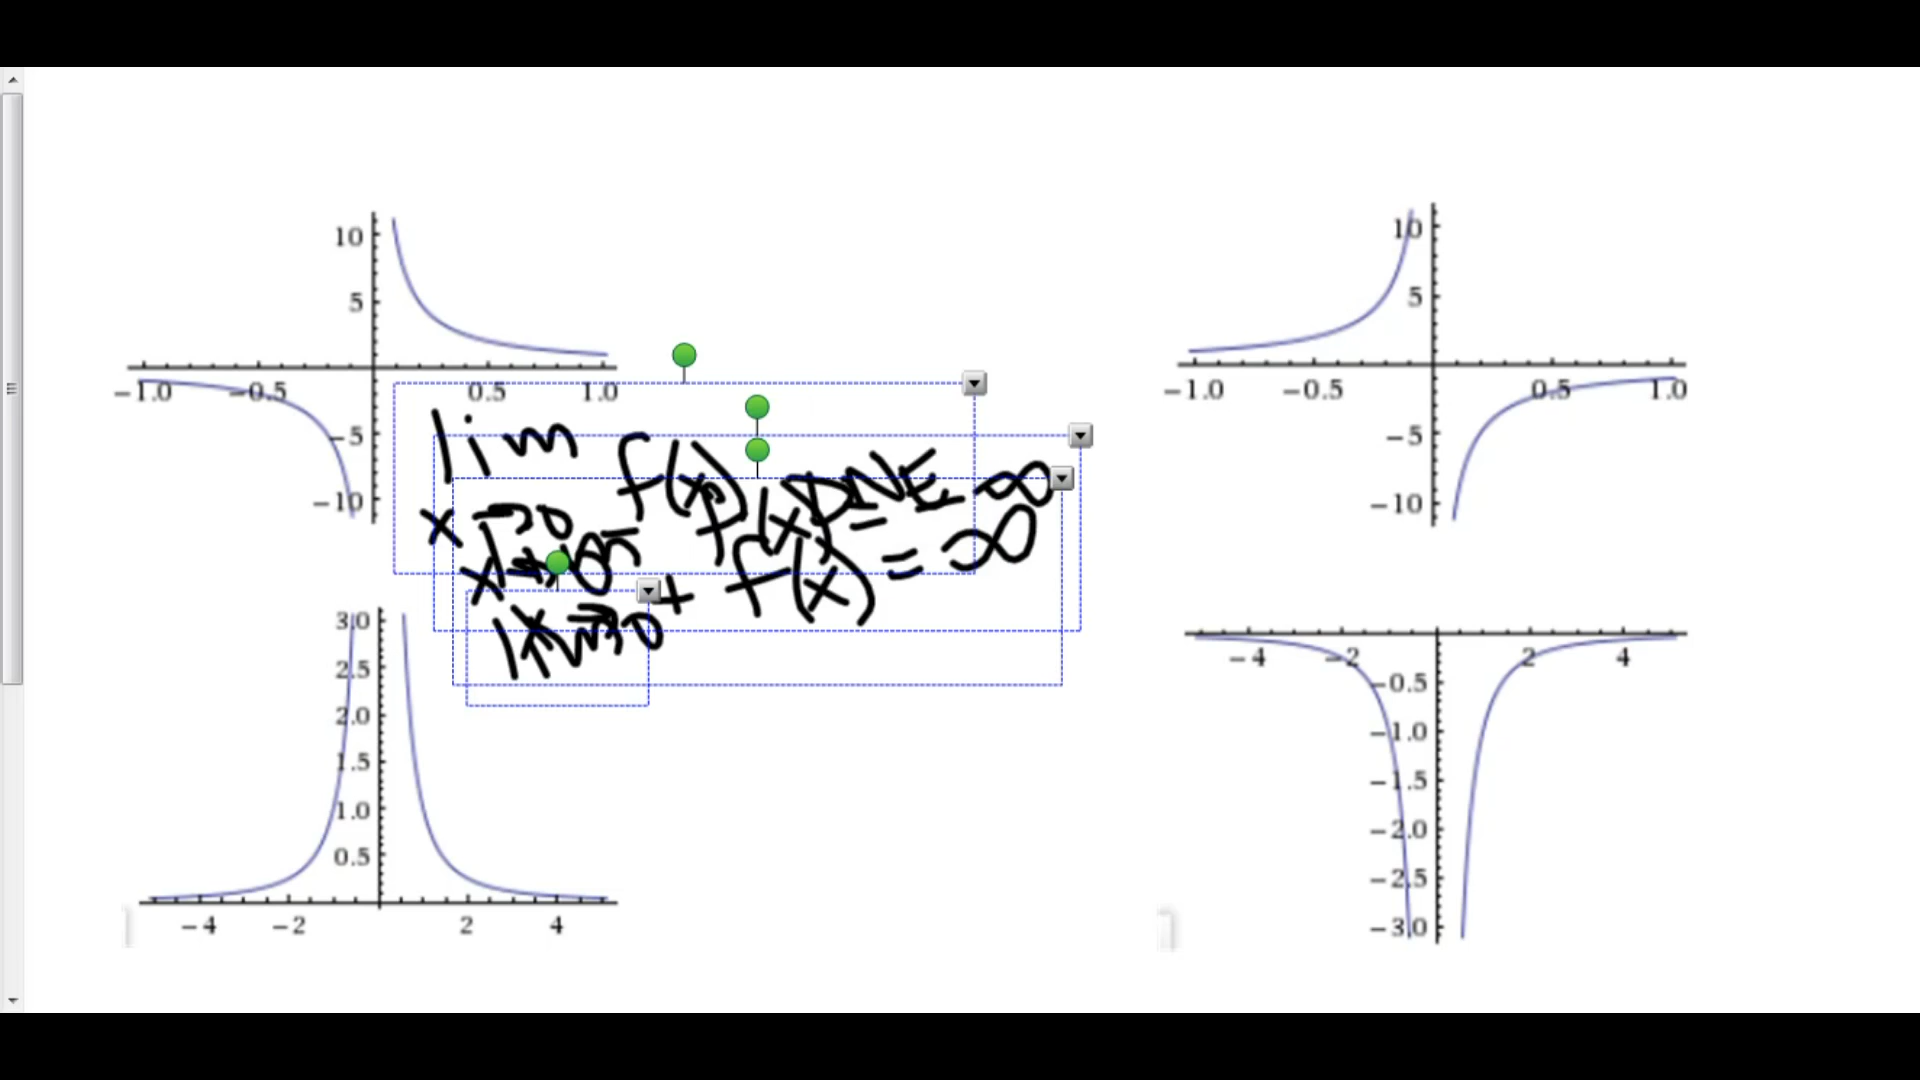 10
5
−1.0 −0.5 0.5 1.0
−5
−10
10
5
−1.0 −0.5 0.5 1.0
−5
−10
lim f(x) DNE
x→0
f(x) = −∞
f(x) = ∞
lim
3.0
2.5
2.0
1.5
1.0
0.5
−4 −2 2 4
−4 −2 2 4
−0.5
−1.0
−1.5
−2.0
−2.5
−3.0